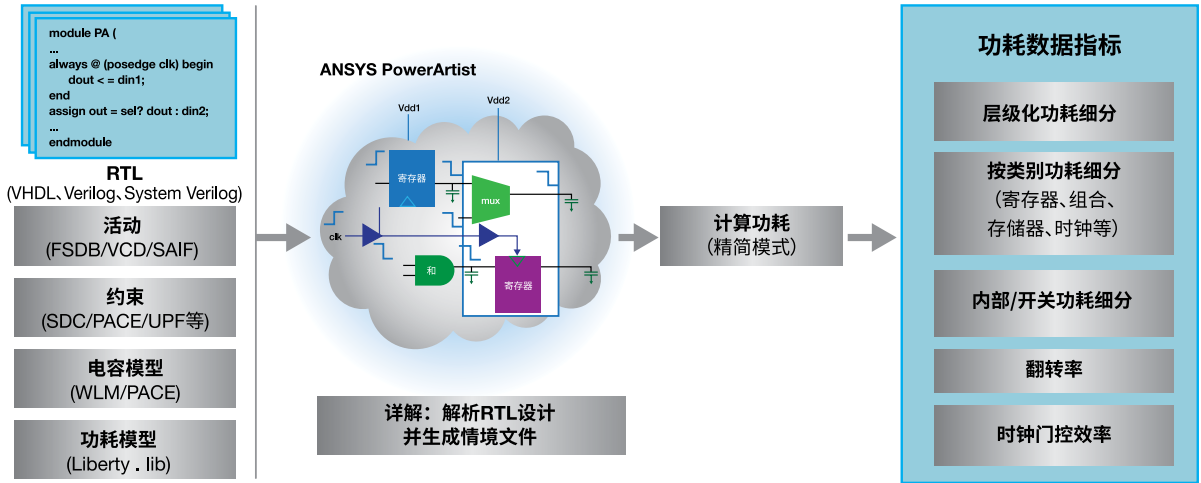 module PA (
...
always @ (posedge clk) begin
dout < = din1;
end
assign out = sel? dout : din2;
...
endmodule
RTL
(VHDL、Verilog、System Verilog)
活动
(FSDB/VCD/SAIF)
约束
(SDC/PACE/UPF等)
电容模型
(WLM/PACE)
功耗模型
(Liberty . lib)
ANSYS PowerArtist
Vdd1
Vdd2
寄存器
mux
clk
和
寄存器
详解：解析RTL设计
并生成情境文件
计算功耗
(精简模式)
功耗数据指标
层级化功耗细分
按类别功耗细分
（寄存器、组合、
存储器、时钟等）
内部/开关功耗细分
翻转率
时钟门控效率